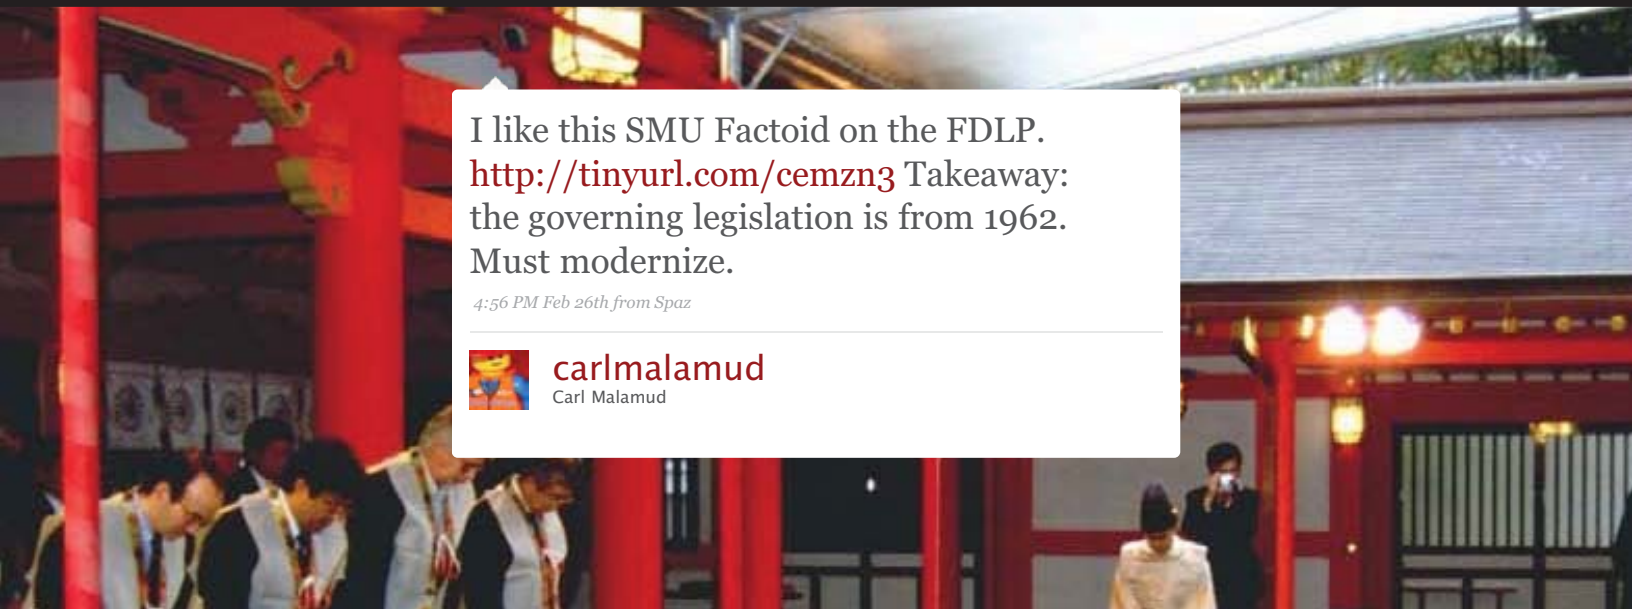 I like this SMU Factoid on the FDLP.
http://tinyurl.com/cemzn3 Takeaway:
the governing legislation is from 1962.
Must modernize.
4:56 PM Feb 26th from Spaz
carlmalamud
Carl Malamud